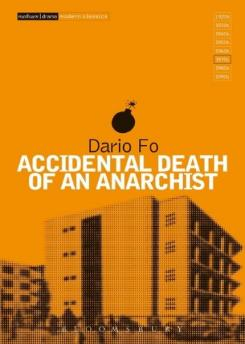 methuen | drama modern classics
Dario Fo
ACCIDENTAL DEATH
OF AN ANARCHIST
BLOOMSBURY